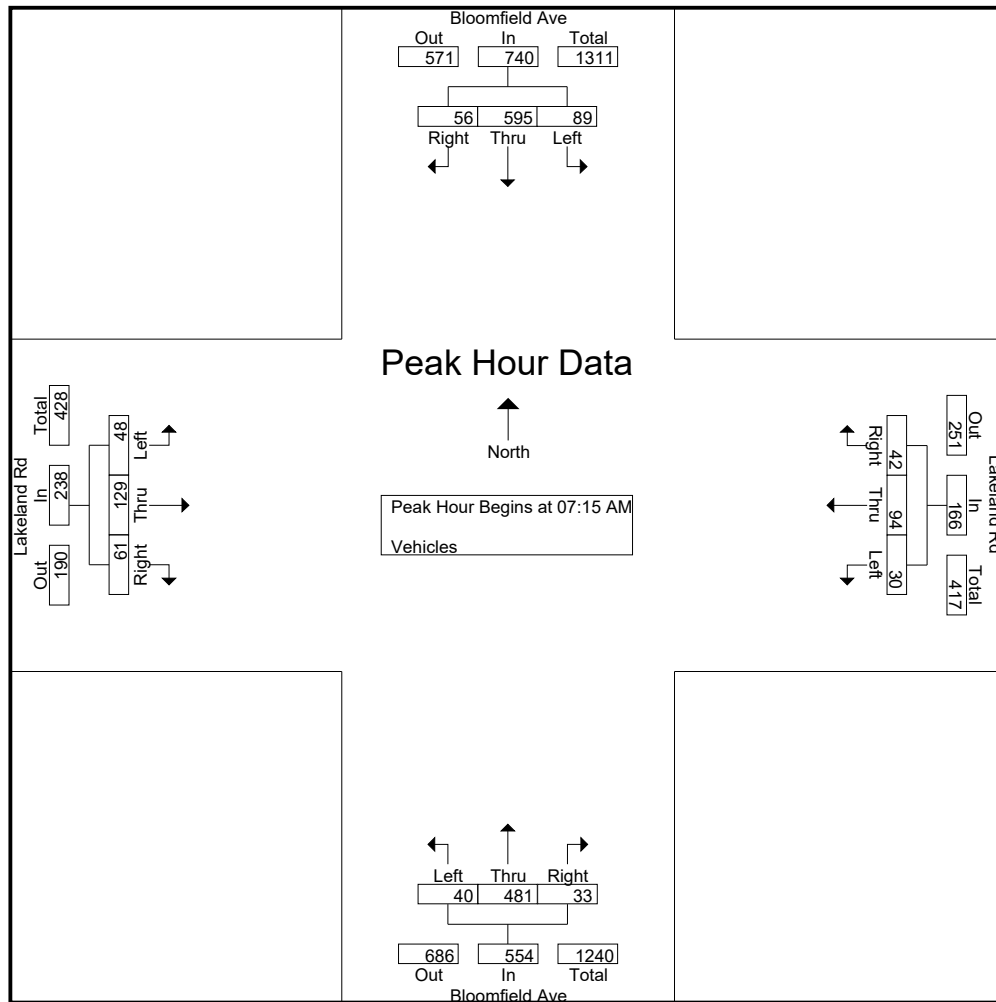 Bloomfield Ave
Out In Total
571 740 1311
56 595 89
Right Thru Left
Peak Hour Data
North
Peak Hour Begins at 07:15 AM
Vehicles
Lakeland Rd
Out In Total
190 238 428
61 129 48
Right Thru Left
Lakeland Rd
Out In Total
251 166 417
42 94 30
Right Thru Left
Left Thru Right
40 481 33
686 554 1240
Out In Total
Bloomfield Ave